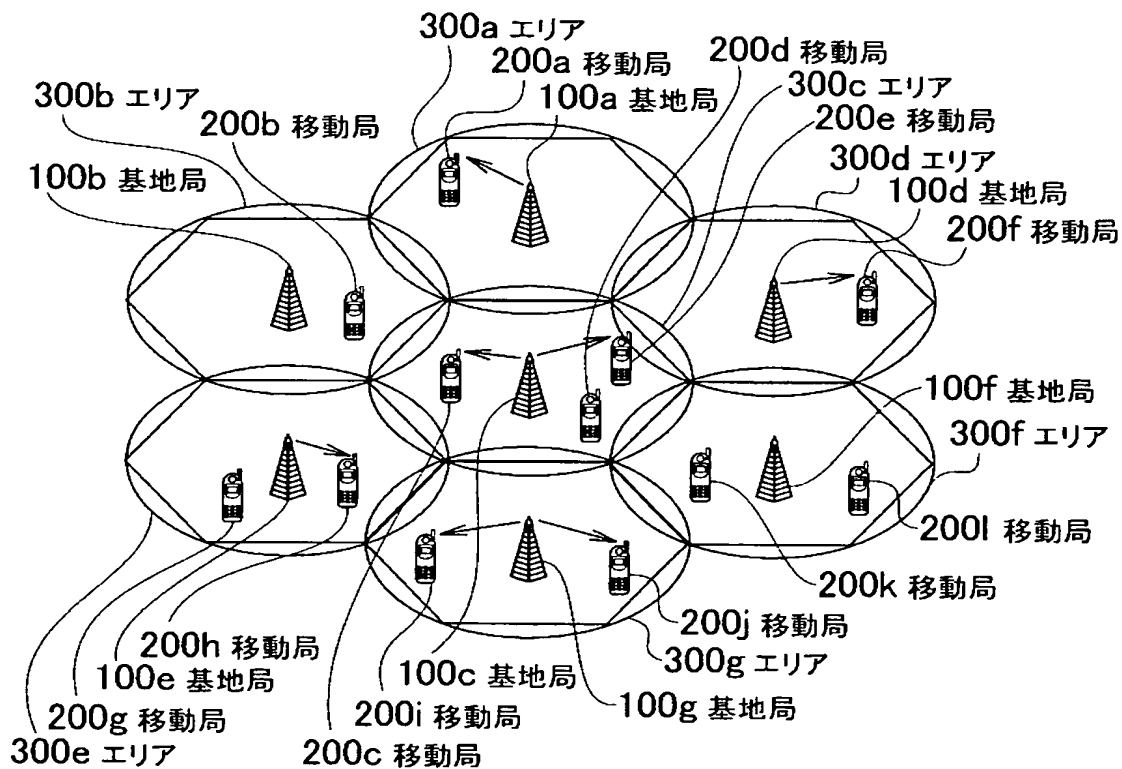 300a エリア
200a 移動局
100a 基地局
200d 移動局
300c エリア
200e 移動局
300b エリア
200b 移動局
100b 基地局
300d エリア
100d 基地局
200f 移動局
100f 基地局
300f エリア
200l 移動局
200k 移動局
200j 移動局
300g エリア
100g 基地局
200h 移動局
100e 基地局
200g 移動局
300e エリア
100c 基地局
200i 移動局
200c 移動局